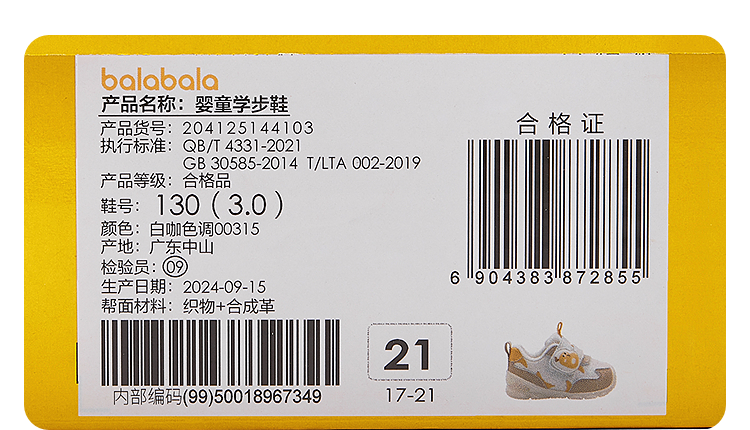 balabala
产品名称：婴童学步鞋
产品货号：204125144103
执行标准：QB/T 4331-2021
GB 30585-2014 T/LTA 002-2019
产品等级：合格品
鞋号：130（3.0）
颜色：白咖色调00315
产地：广东中山
检验员：09
生产日期：2024-09-15
帮面材料：织物+合成革
内部编码(99)50018967349
合格证
6 904383 872855
21
17-21